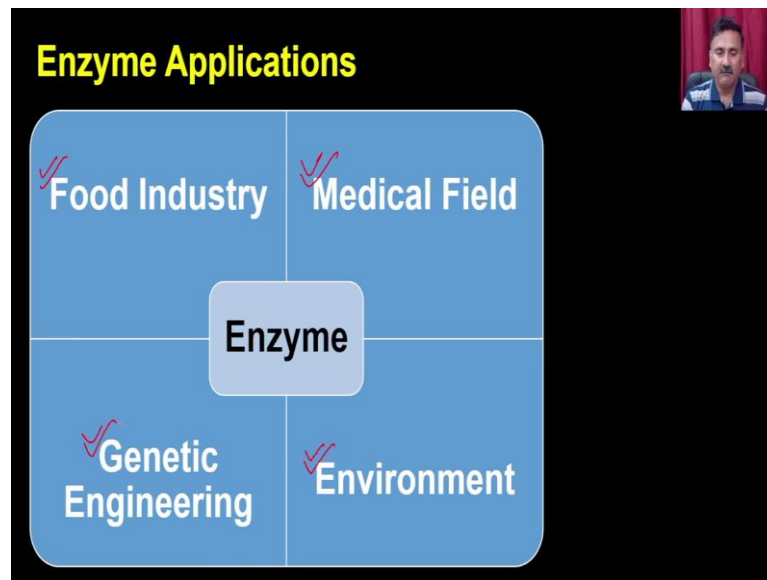 Enzyme Applications
Food Industry
Medical Field
Enzyme
Genetic
Engineering
Environment